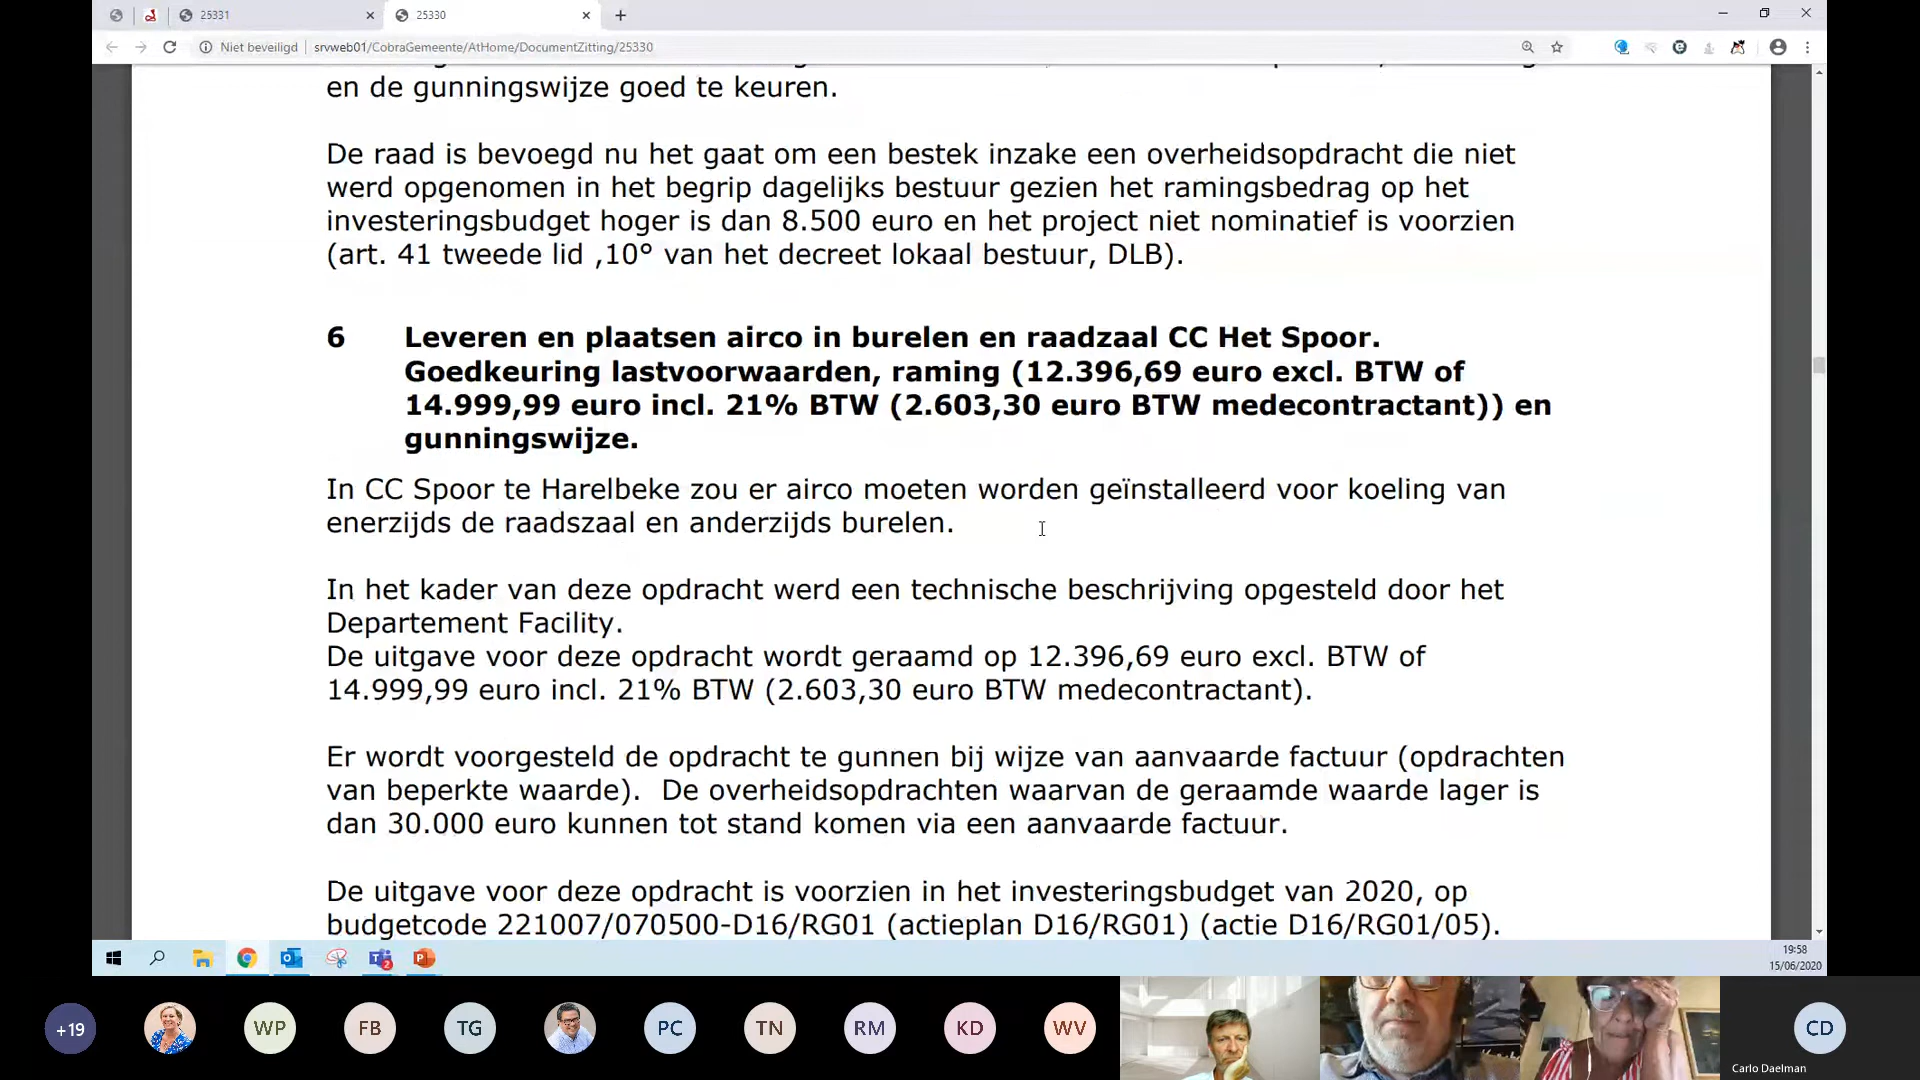 25331
25330
Niet beveiligd
srvweb01/CobraGemeente/AtHome/DocumentZitting/25330
en de gunningswijze goed te keuren.
De raad is bevoegd nu het gaat om een bestek inzake een overheidsopdracht die niet
werd opgenomen in het begrip dagelijks bestuur gezien het ramingsbedrag op het
investeringsbudget hoger is dan 8.500 euro en het project niet nominatief is voorzien
(art. 41 tweede lid ,10° van het decreet lokaal bestuur, DLB).
6 Leveren en plaatsen airco in burelen en raadzaal CC Het Spoor.
Goedkeuring lastvoorwaarden, raming (12.396,69 euro excl. BTW of
14.999,99 euro incl. 21% BTW (2.603,30 euro BTW medecontractant)) en
gunningswijze.
In CC Spoor te Harelbeke zou er airco moeten worden geïnstalleerd voor koeling van
enerzijds de raadszaal en anderzijds burelen.
In het kader van deze opdracht werd een technische beschrijving opgesteld door het
Departement Facility.
De uitgave voor deze opdracht wordt geraamd op 12.396,69 euro excl. BTW of
14.999,99 euro incl. 21% BTW (2.603,30 euro BTW medecontractant).
Er wordt voorgesteld de opdracht te gunnen bij wijze van aanvaarde factuur (opdrachten
van beperkte waarde). De overheidsopdrachten waarvan de geraamde waarde lager is
dan 30.000 euro kunnen tot stand komen via een aanvaarde factuur.
De uitgave voor deze opdracht is voorzien in het investeringsbudget van 2020, op
budgetcode 221007/070500-D16/RG01 (actieplan D16/RG01) (actie D16/RG01/05).
19:58
15/06/2020
+19
WP
FB
TG
PC
TN
RM
KD
WV
CD
Carlo Daelman